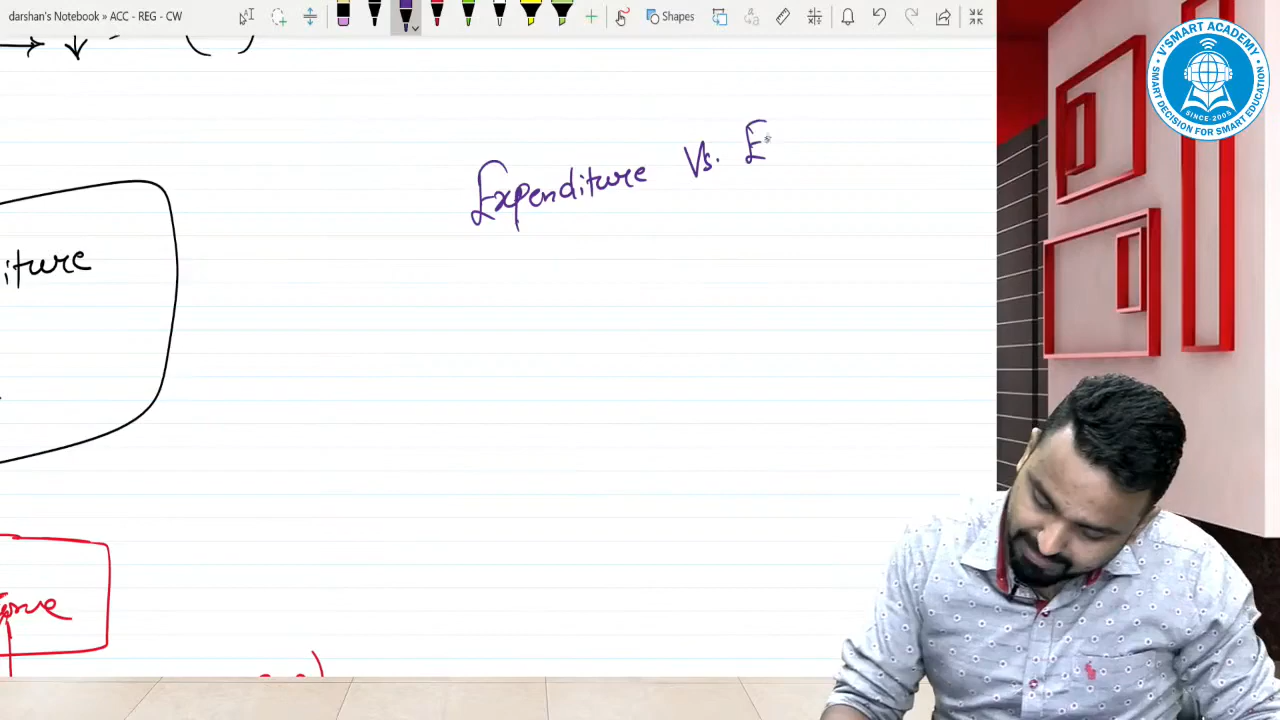 darshan's Notebook » ACC - REG - CW
Shapes
V'SMART ACADEMY
SMART DECISION FOR SMART EDUCATION
SINCE-2005
Expenditure Vs. E
iture